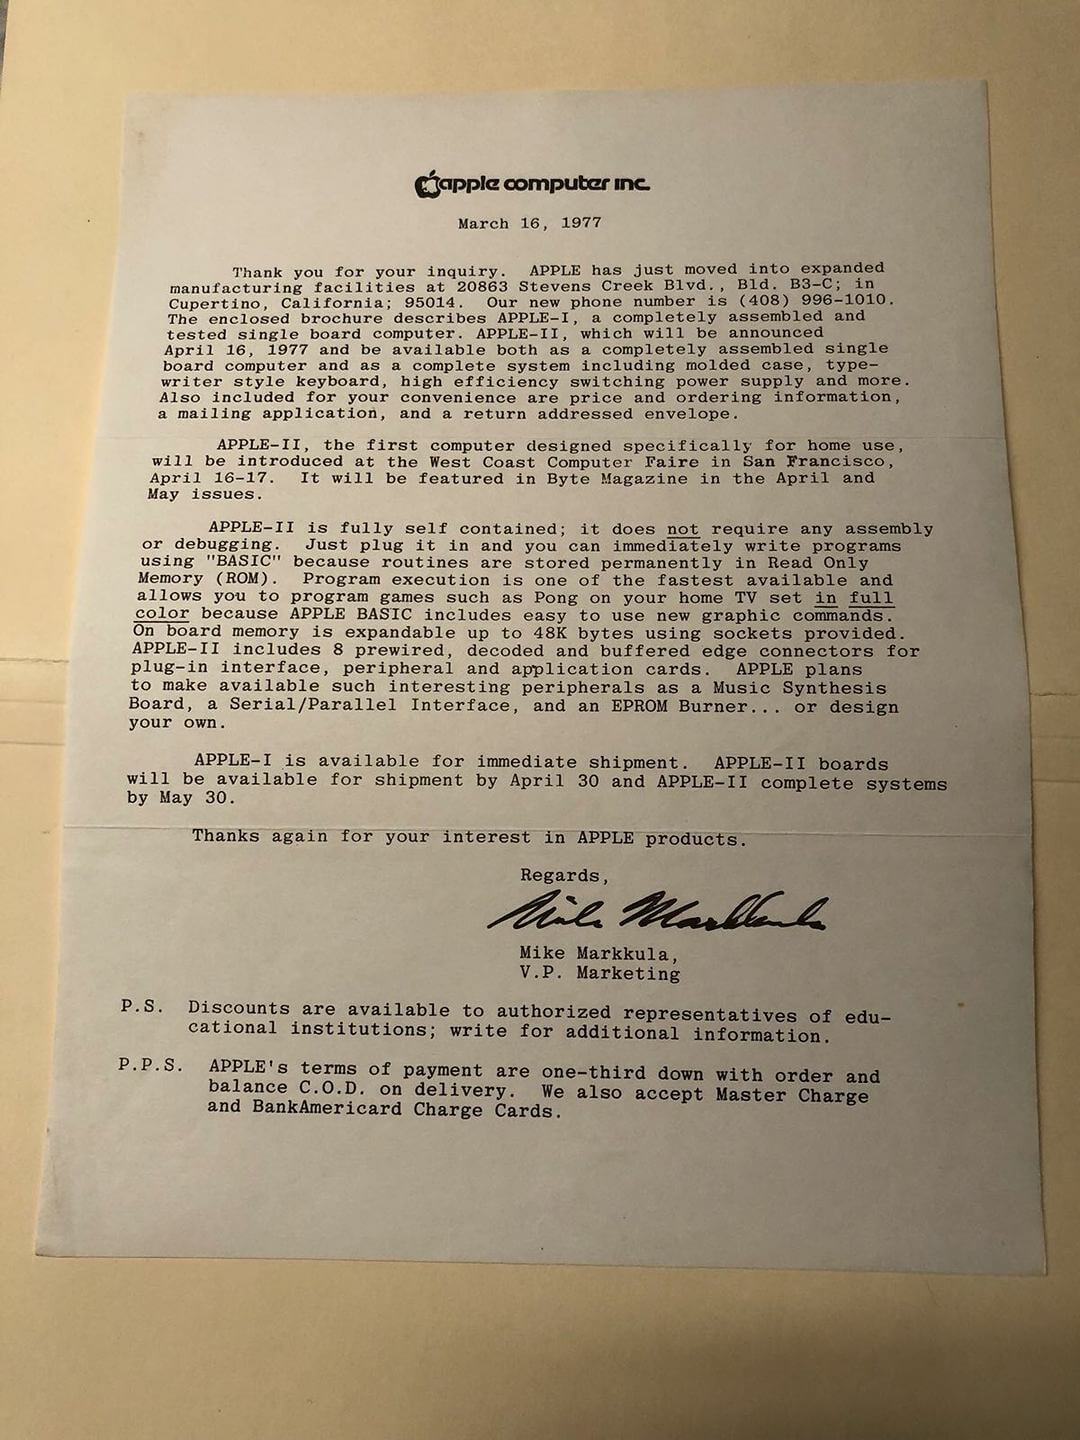 apple computer inc.
March 16, 1977
Thank you for your inquiry. APPLE has just moved into expanded
manufacturing facilities at 20863 Stevens Creek Blvd., Bld. B3-C; in
Cupertino, California; 95014. Our new phone number is (408) 996-1010.
The enclosed brochure describes APPLE-I, a completely assembled and
tested single board computer. APPLE-II, which will be announced
April 16, 1977 and be available both as a completely assembled single
board computer and as a complete system including molded case, type-
writer style keyboard, high efficiency switching power supply and more.
Also included for your convenience are price and ordering information,
a mailing application, and a return addressed envelope.
APPLE-II, the first computer designed specifically for home use,
will be introduced at the West Coast Computer Faire in San Francisco,
April 16-17. It will be featured in Byte Magazine in the April and
May issues.
APPLE-II is fully self contained; it does not require any assembly
or debugging. Just plug it in and you can immediately write programs
using "BASIC" because routines are stored permanently in Read Only
Memory (ROM). Program execution is one of the fastest available and
allows you to program games such as Pong on your home TV set in full
color because APPLE BASIC includes easy to use new graphic commands.
On board memory is expandable up to 48K bytes using sockets provided.
APPLE-II includes 8 prewired, decoded and buffered edge connectors for
plug-in interface, peripheral and application cards. APPLE plans
to make available such interesting peripherals as a Music Synthesis
Board, a Serial/Parallel Interface, and an EPROM Burner... or design
your own.
APPLE-I is available for immediate shipment. APPLE-II boards
will be available for shipment by April 30 and APPLE-II complete systems
by May 30.
Thanks again for your interest in APPLE products.
Regards,
Mike Markkula
Mike Markkula,
V.P. Marketing
P.S. Discounts are available to authorized representatives of edu-
cational institutions; write for additional information.
P.P.S. APPLE's terms of payment are one-third down with order and
balance C.O.D. on delivery. We also accept Master Charge
and BankAmericard Charge Cards.